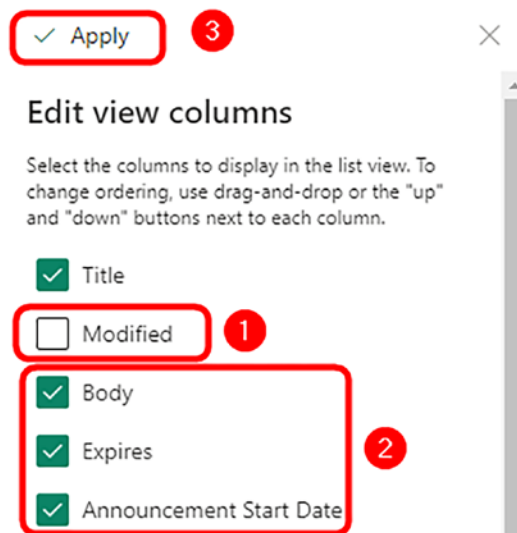 Apply
3
Edit view columns
Select the columns to display in the list view. To
change ordering, use drag-and-drop or the "up"
and "down" buttons next to each column.
Title
Modified
1
Body
Expires
2
Announcement Start Date